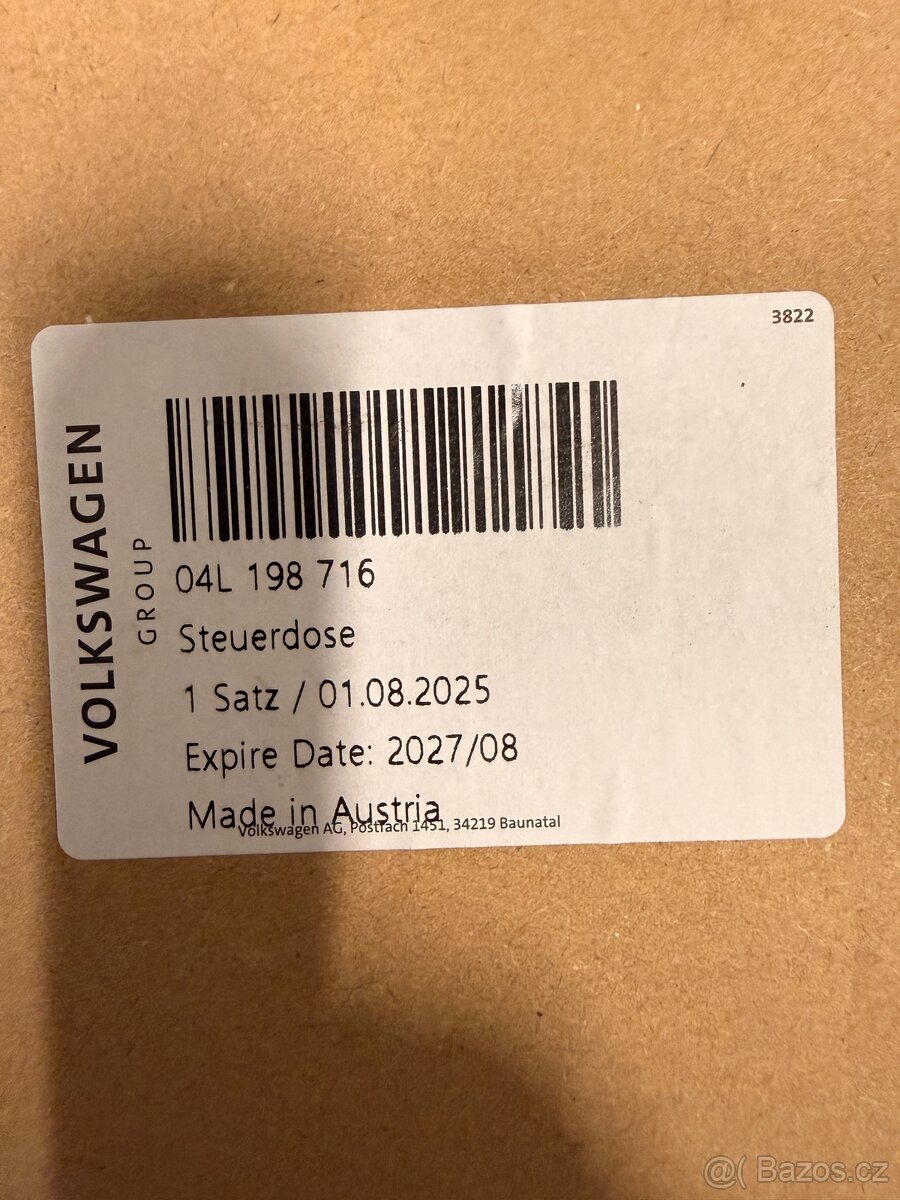 3822
VOLKSWAGEN
GROUP
04L 198 716
Steuerdose
1 Satz / 01.08.2025
Expire Date: 2027/08
Made in Austria
Volkswagen AG, Postfach 1451, 34219 Baunatal
@( Bazos.cz